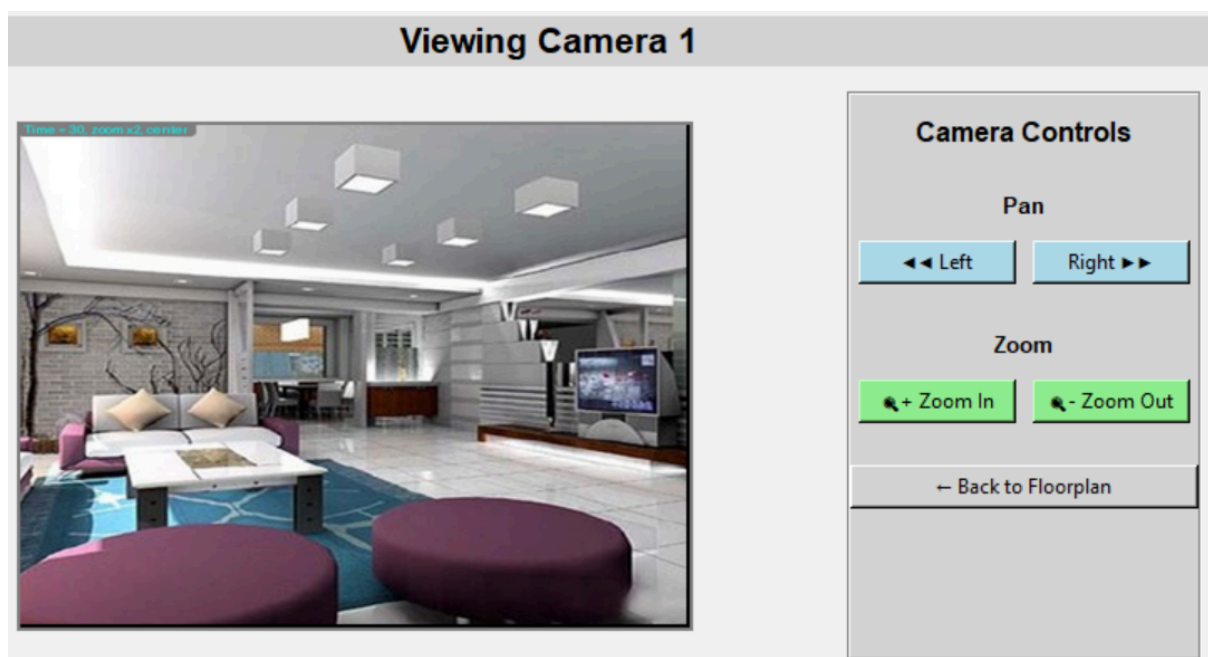 Viewing Camera 1
Time = 30, zoom x2, center
Camera Controls
Pan
◄◄ Left
Right ►►
Zoom
+ Zoom In
- Zoom Out
← Back to Floorplan